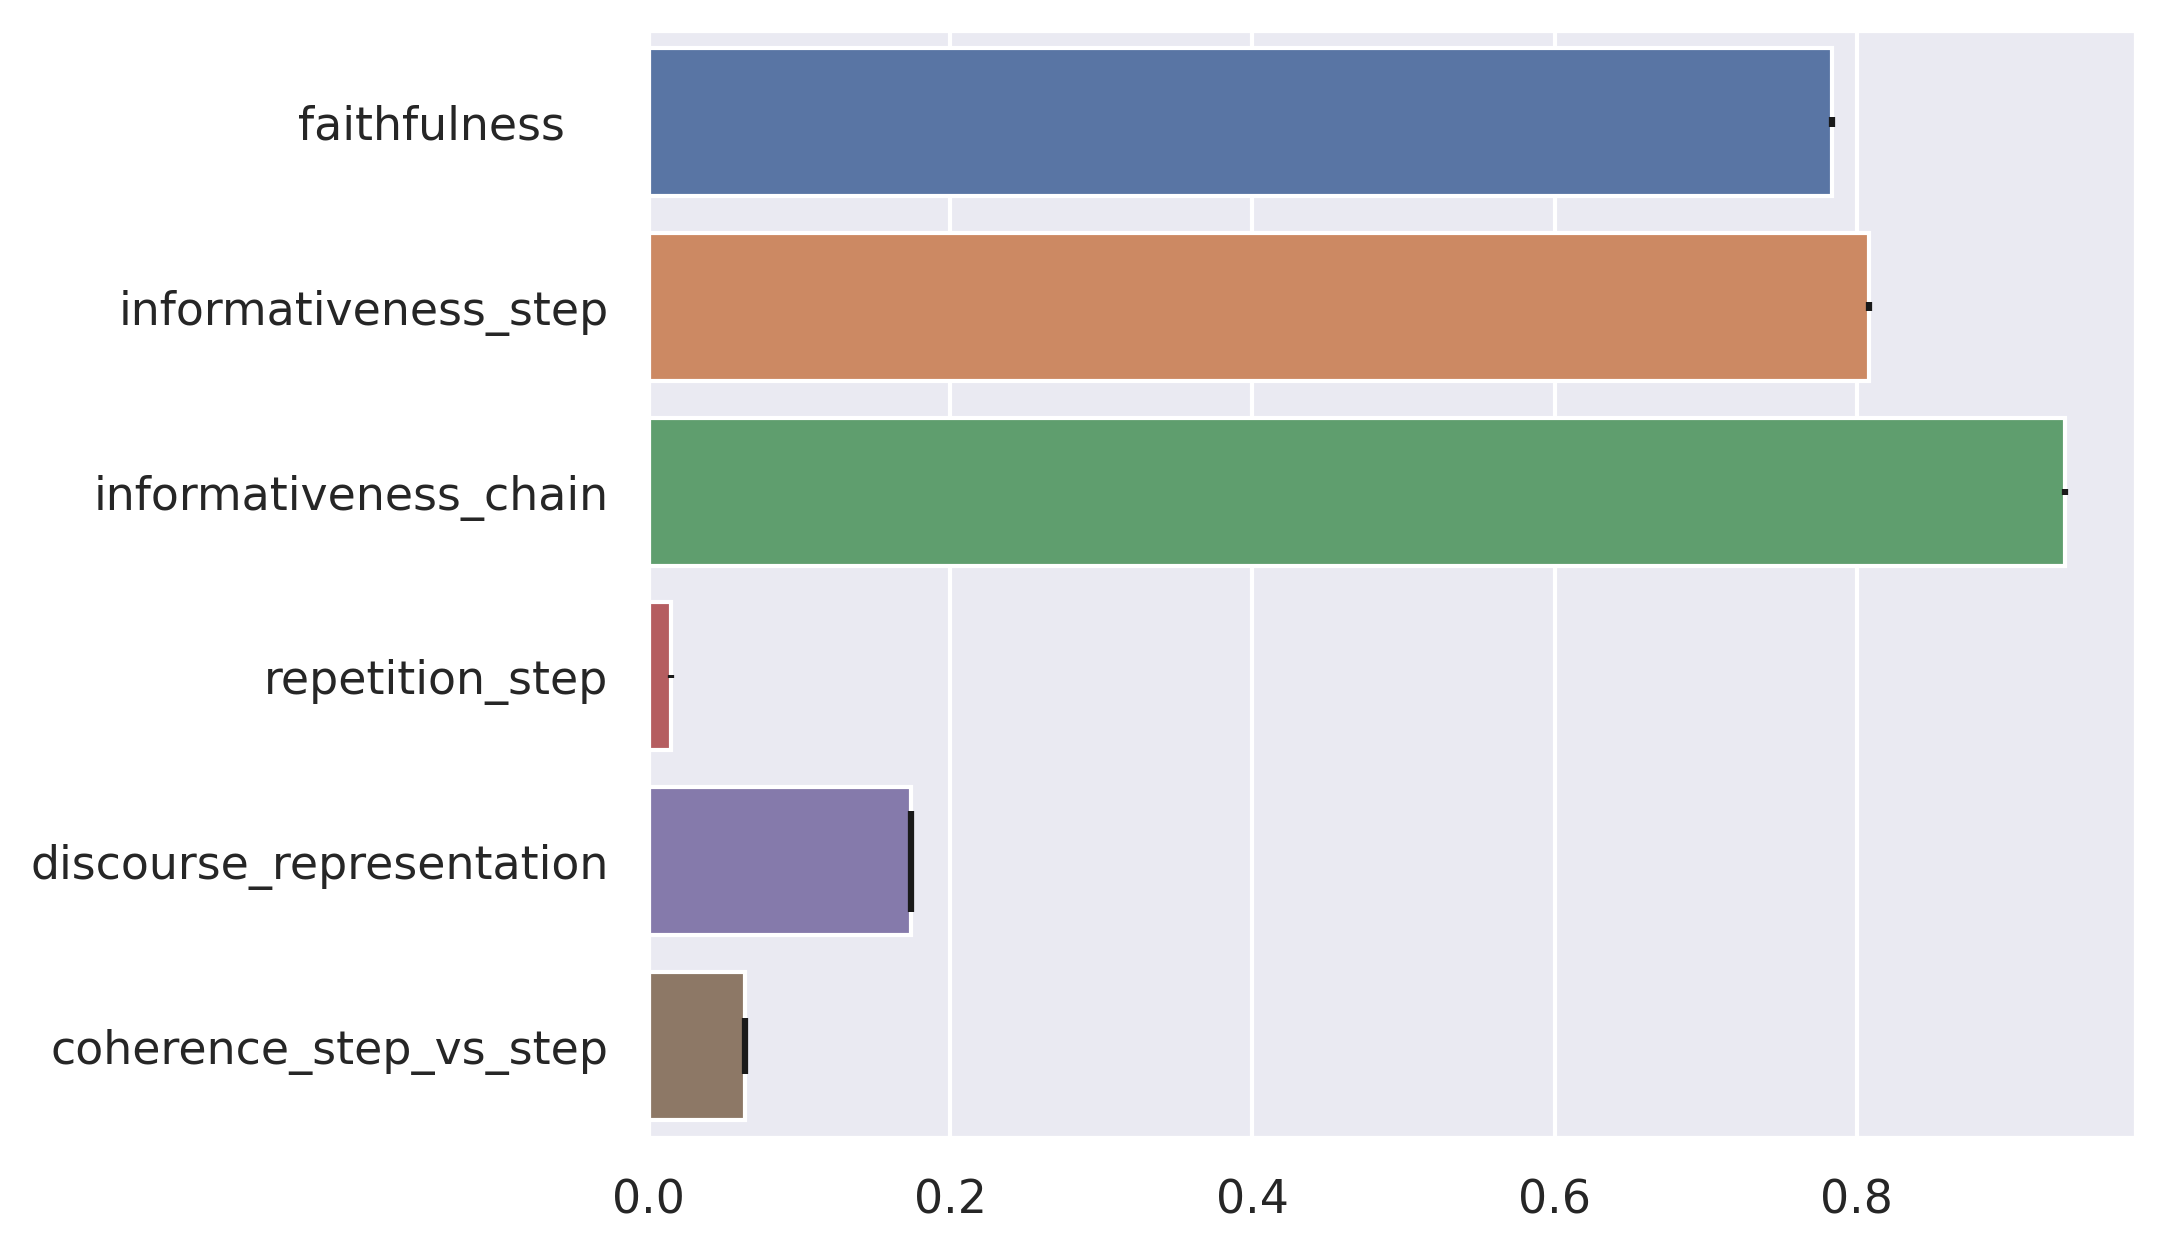 faithfulness
informativeness_step
informativeness_chain
repetition_step
discourse_representation
coherence_step_vs_step
0.0 0.2 0.4 0.6 0.8